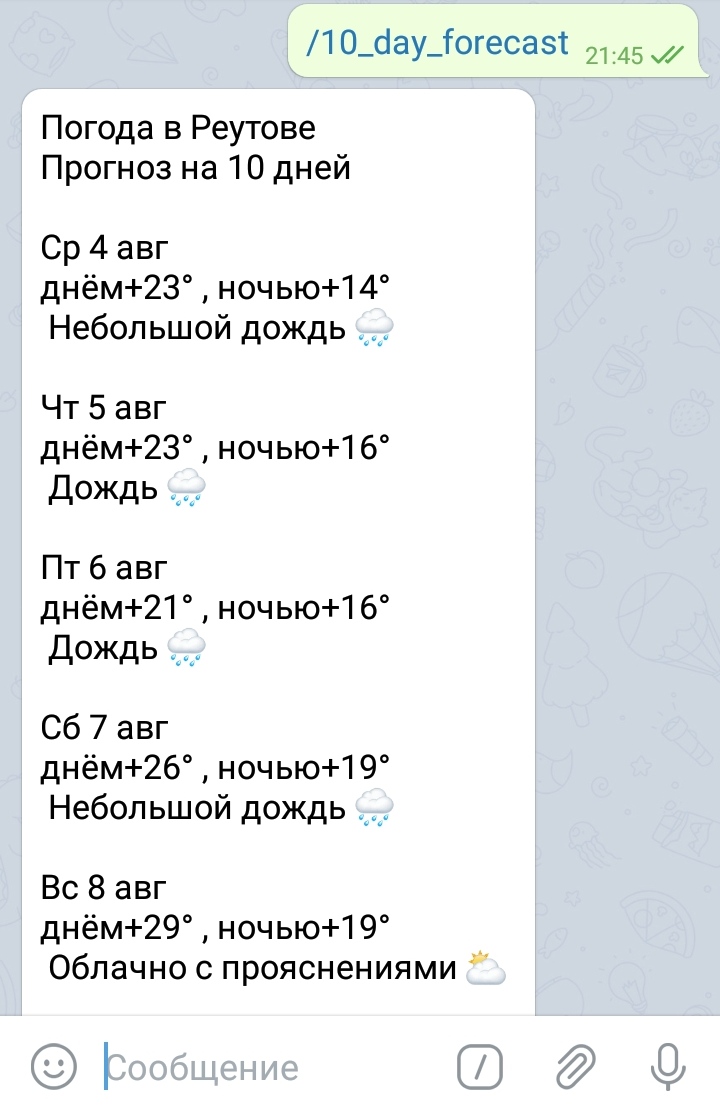 /10_day_forecast 21:45
Погода в Реутове
Прогноз на 10 дней
Ср 4 авг
днём+23° , ночью+14°
Небольшой дождь
Чт 5 авг
днём+23° , ночью+16°
Дождь
Пт 6 авг
днём+21° , ночью+16°
Дождь
Сб 7 авг
днём+26° , ночью+19°
Небольшой дождь
Вс 8 авг
днём+29° , ночью+19°
Облачно с прояснениями
Сообщение